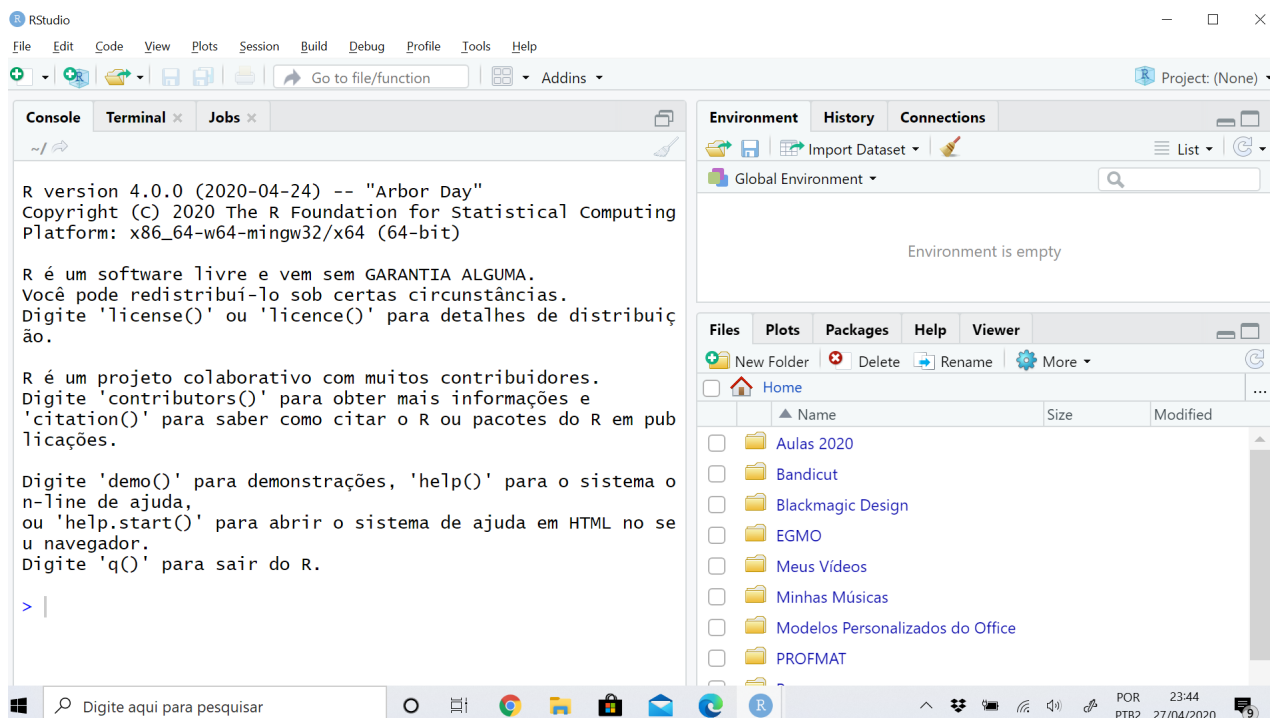 RStudio
File Edit Code View Plots Session Build Debug Profile Tools Help
Go to file/function Addins Project: (None)
Console Terminal Jobs
~/
R version 4.0.0 (2020-04-24) -- "Arbor Day"
Copyright (C) 2020 The R Foundation for Statistical Computing
Platform: x86_64-w64-mingw32/x64 (64-bit)
R é um software livre e vem sem GARANTIA ALGUMA.
Você pode redistribuí-lo sob certas circunstâncias.
Digite 'license()' ou 'licence()' para detalhes de distribuiç
ão.
R é um projeto colaborativo com muitos contribuidores.
Digite 'contributors()' para obter mais informações e
'citation()' para saber como citar o R ou pacotes do R em pub
licações.
Digite 'demo()' para demonstrações, 'help()' para o sistema o
n-line de ajuda,
ou 'help.start()' para abrir o sistema de ajuda em HTML no se
u navegador.
Digite 'q()' para sair do R.
>
Environment History Connections
Import Dataset List
Global Environment
Environment is empty
Files Plots Packages Help Viewer
New Folder Delete Rename More
Home ...
Name Size Modified
Aulas 2020
Bandicut
Blackmagic Design
EGMO
Meus Vídeos
Minhas Músicas
Modelos Personalizados do Office
PROFMAT
Digite aqui para pesquisar
POR 23:44
PTB2 27/04/2020 9